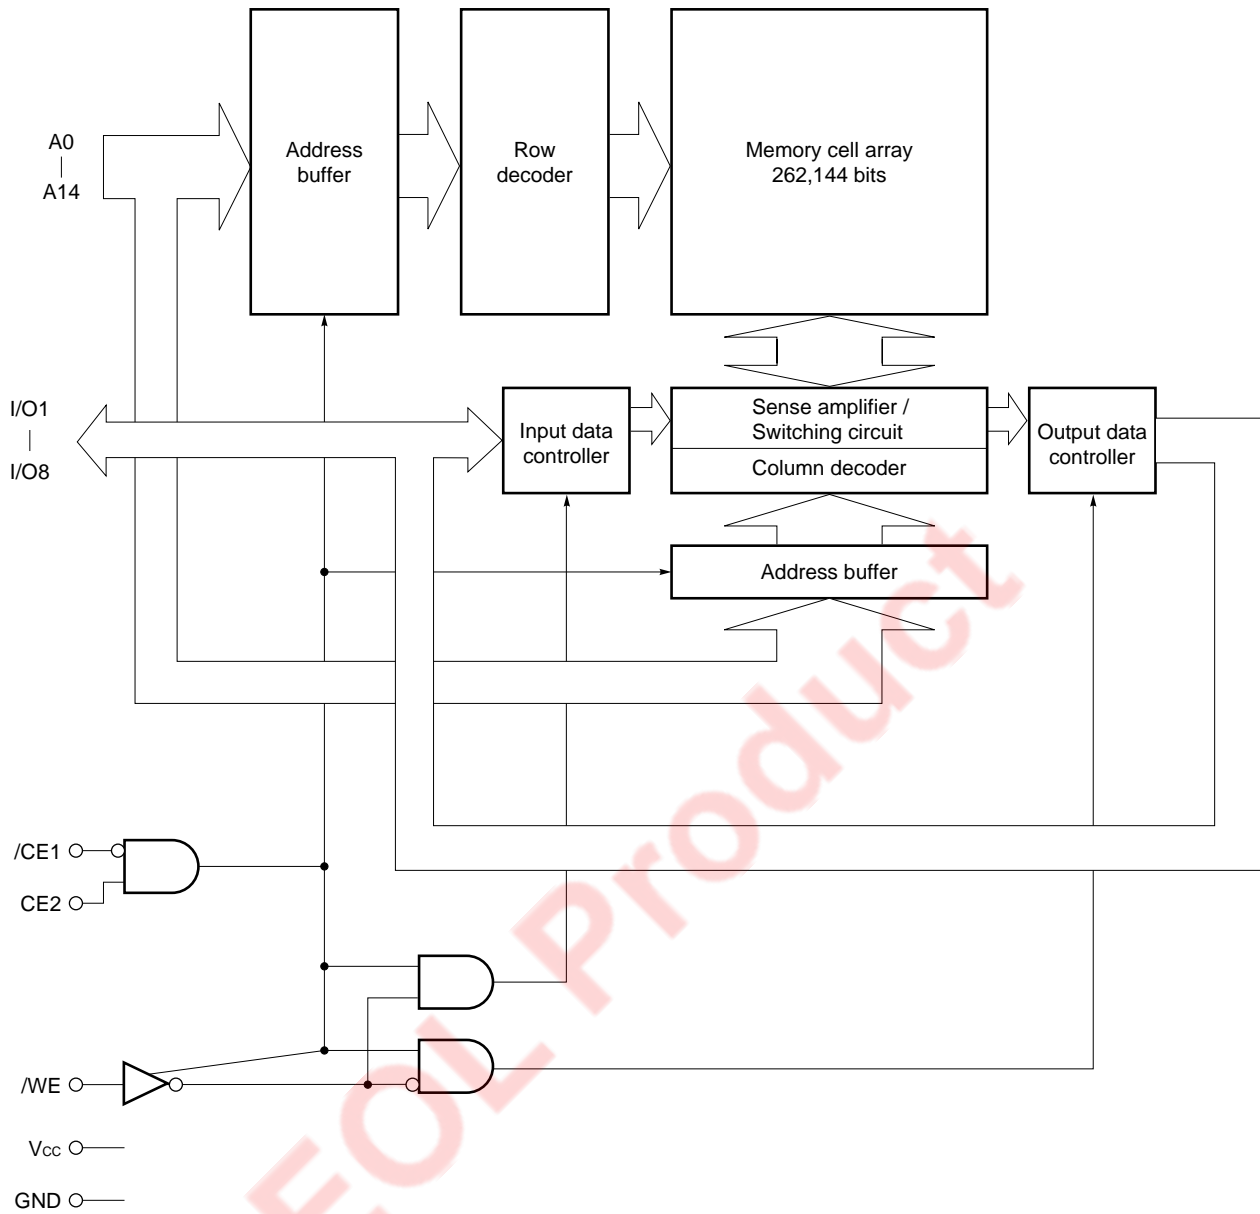 A0
A14
Address
buffer
Row
decoder
Memory cell array
262,144 bits
I/O1
I/O8
Input data
controller
Sense amplifier /
Switching circuit
Column decoder
Output data
controller
Address buffer
/CE1
CE2
/WE
VCC
GND
EOL Product